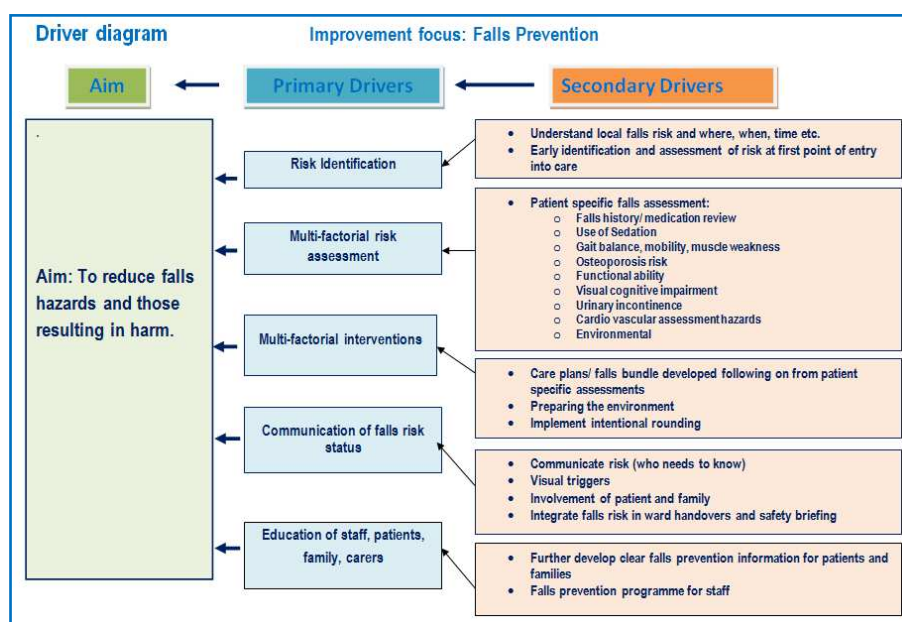 Driver diagram
Improvement focus: Falls Prevention
Aim
Primary Drivers
Secondary Drivers
.
Aim: To reduce falls
hazards and those
resulting in harm.
Risk Identification
Multi-factorial risk
assessment
Multi-factorial interventions
Communication of falls risk
status
Education of staff, patients,
family, carers
• Understand local falls risk and where, when, time etc.
• Early identification and assessment of risk at first point of entry
into care
• Patient specific falls assessment:
o Falls history/ medication review
o Use of Sedation
o Gait balance, mobility, muscle weakness
o Osteoporosis risk
o Functional ability
o Visual cognitive impairment
o Urinary incontinence
o Cardio vascular assessment hazards
o Environmental
• Care plans/ falls bundle developed following on from patient
specific assessments
• Preparing the environment
• Implement intentional rounding
• Communicate risk (who needs to know)
• Visual triggers
• Involvement of patient and family
• Integrate falls risk in ward handovers and safety briefing
• Further develop clear falls prevention information for patients and
families
• Falls prevention programme for staff